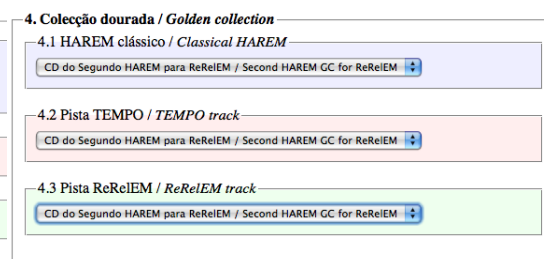 4. Colecção dourada / Golden collection
4.1 HAREM clássico / Classical HAREM
CD do Segundo HAREM para ReRelEM / Second HAREM GC for ReRelEM
4.2 Pista TEMPO / TEMPO track
CD do Segundo HAREM para ReRelEM / Second HAREM GC for ReRelEM
4.3 Pista ReRelEM / ReRelEM track
CD do Segundo HAREM para ReRelEM / Second HAREM GC for ReRelEM